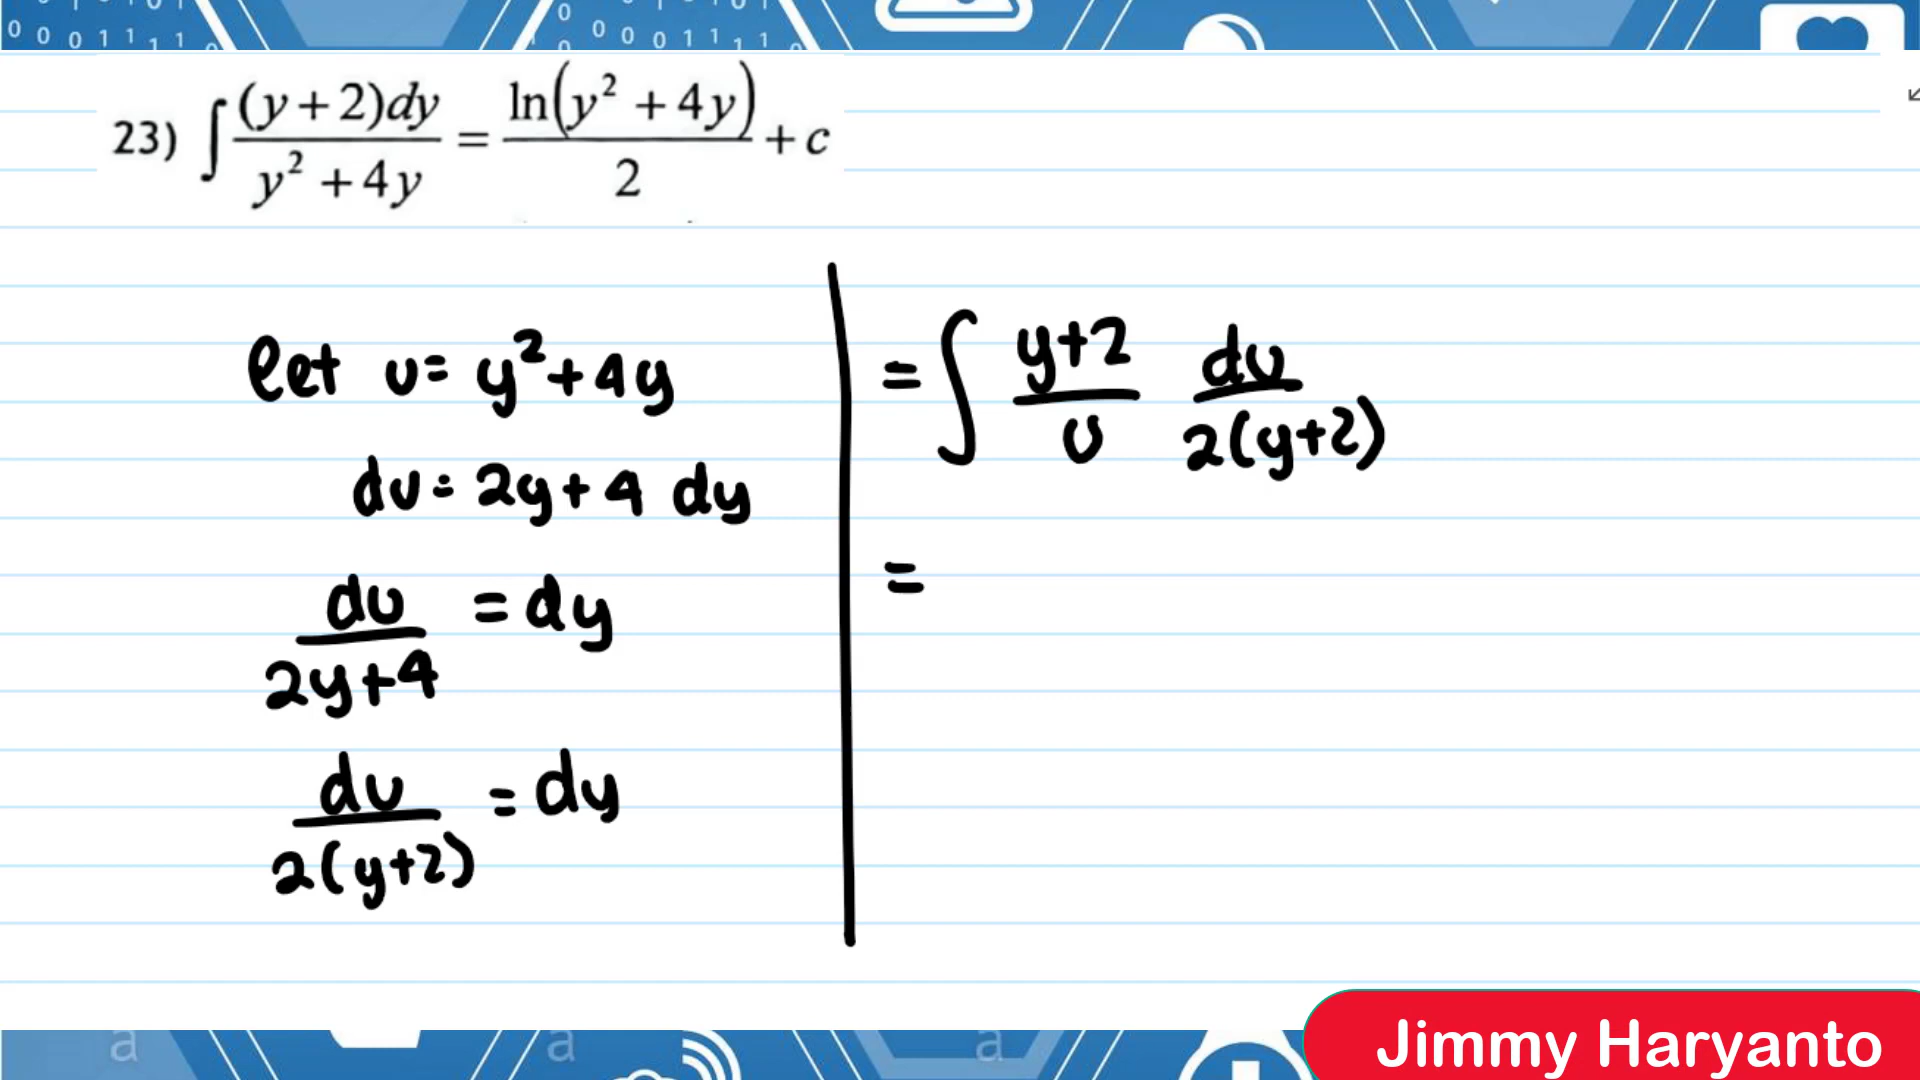 23) ∫ (y+2)dy / (y² + 4y) = ln(y² + 4y) / 2 + c
let u = y² + 4y
du = 2y + 4 dy
du / (2y+4) = dy
du / 2(y+2) = dy
= ∫ (y+2) / u du / 2(y+2)
=
Jimmy Haryanto